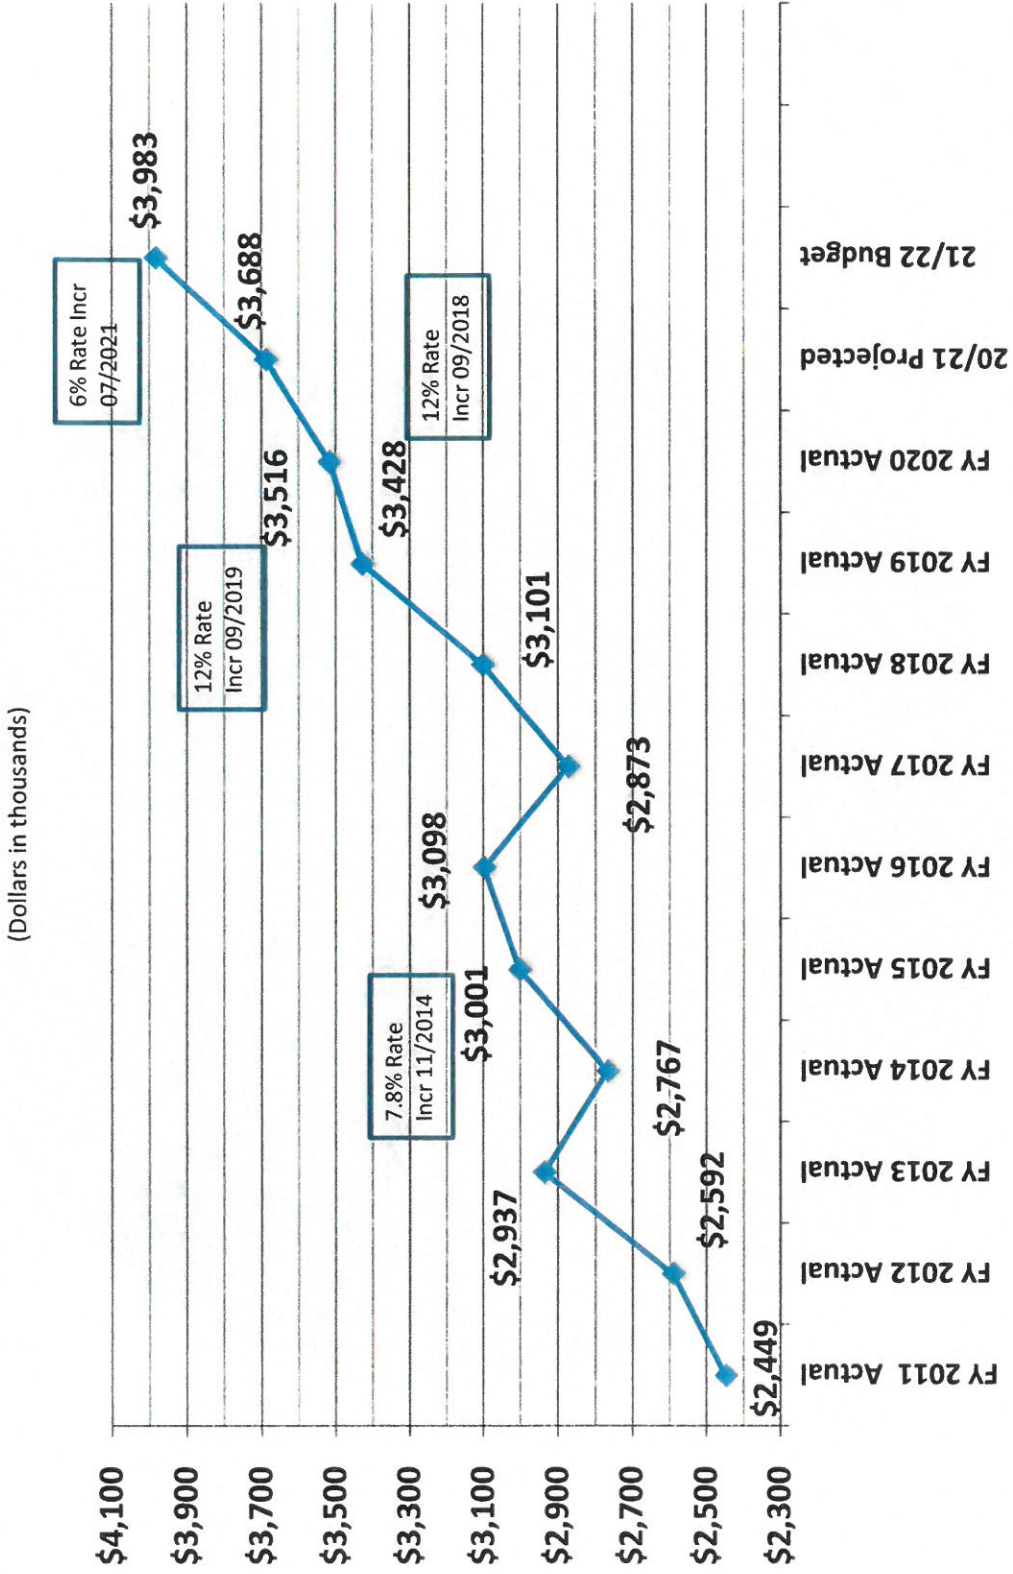 (Dollars in thousands)
$4,100
$3,900
$3,700
$3,500
$3,300
$3,100
$2,900
$2,700
$2,500
$2,300
$2,449
$2,592
$2,937
$2,767
$3,001
$3,098
$2,873
$3,101
$3,428
$3,516
$3,688
$3,983
7.8% Rate
Incr 11/2014
12% Rate
Incr 09/2019
12% Rate
Incr 09/2018
6% Rate Incr
07/2021
FY 2011 Actual
FY 2012 Actual
FY 2013 Actual
FY 2014 Actual
FY 2015 Actual
FY 2016 Actual
FY 2017 Actual
FY 2018 Actual
FY 2019 Actual
FY 2020 Actual
20/21 Projected
21/22 Budget